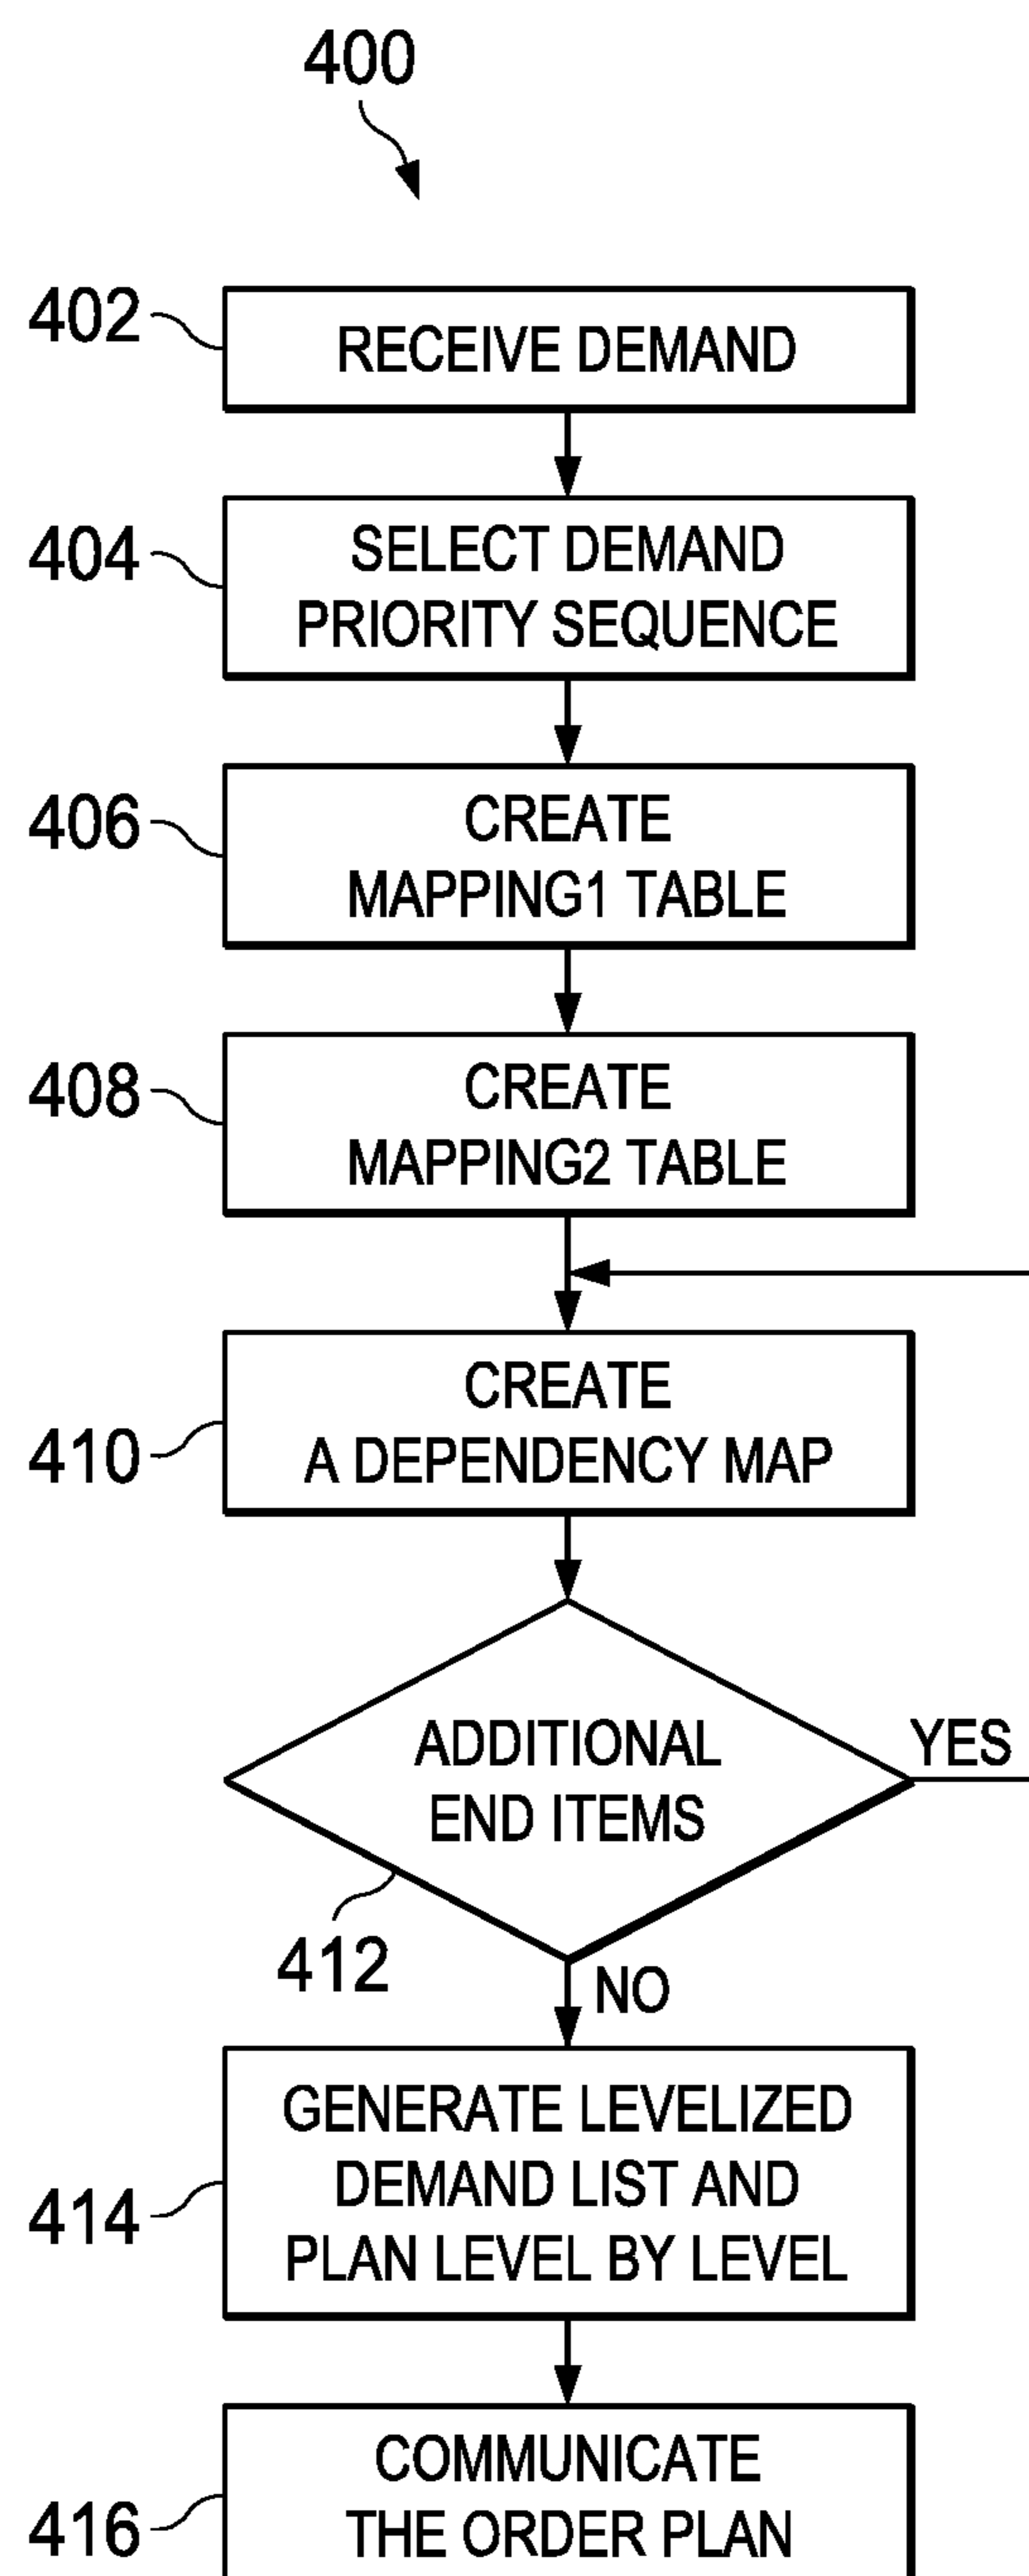 400
402
RECEIVE DEMAND
404
SELECT DEMAND
PRIORITY SEQUENCE
406
CREATE
MAPPING1 TABLE
408
CREATE
MAPPING2 TABLE
410
CREATE
A DEPENDENCY MAP
ADDITIONAL
END ITEMS
YES
412
NO
414
GENERATE LEVELIZED
DEMAND LIST AND
PLAN LEVEL BY LEVEL
416
COMMUNICATE
THE ORDER PLAN